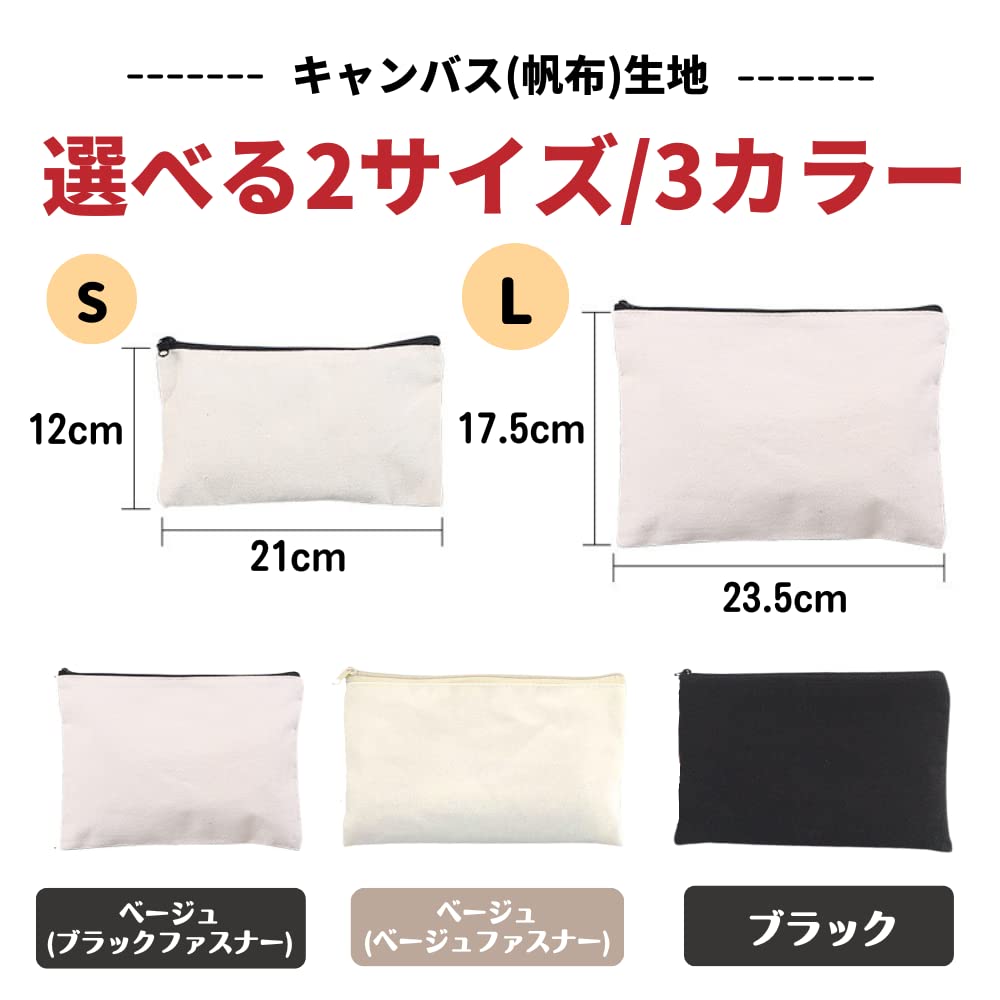 キャンバス(帆布)生地
選べる2サイズ/3カラー
S
L
12cm
17.5cm
21cm
23.5cm
ベージュ
(ブラックファスナー)
ベージュ
(ベージュファスナー)
ブラック